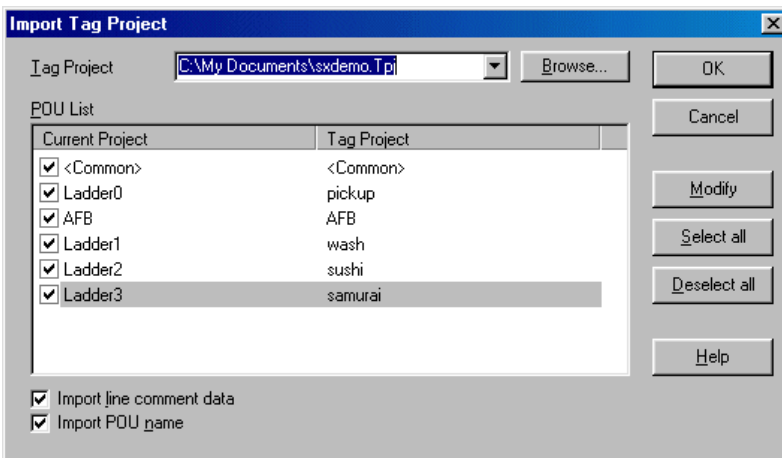 Import Tag Project
Tag Project C:\My Documents\sxdemo.Tpj Browse... OK
POU List Cancel
Current Project Tag Project
<Common> <Common>
Ladder0 pickup Modify
AFB AFB
Ladder1 wash Select all
Ladder2 sushi
Ladder3 samurai Deselect all
Help
Import line comment data
Import POU name